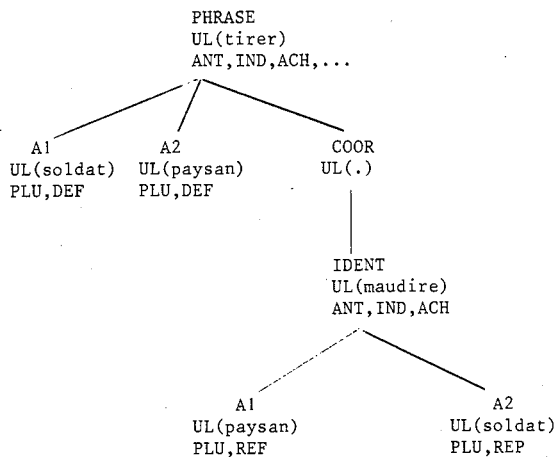 PHRASE
UL(tirer)
ANT,IND,ACH,...
A1
UL(soldat)
PLU,DEF
A2
UL(paysan)
PLU,DEF
COOR
UL(.)
IDENT
UL(maudire)
ANT,IND,ACH
A1
UL(paysan)
PLU,REF
A2
UL(soldat)
PLU,REP